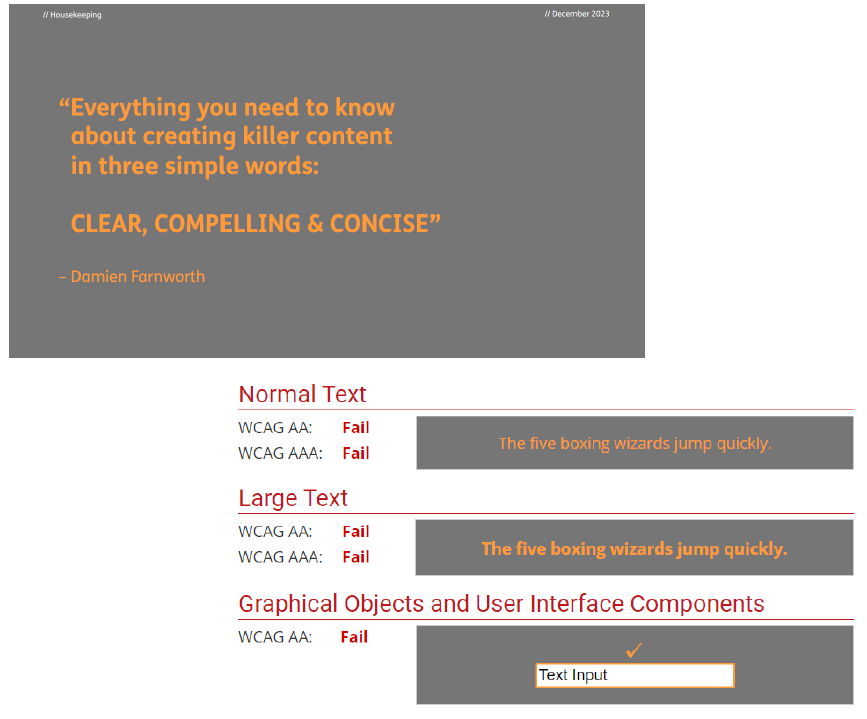 // Housekeeping
// December 2023
“Everything you need to know
about creating killer content
in three simple words:
CLEAR, COMPELLING & CONCISE”
– Damien Farnworth
Normal Text
WCAG AA: Fail
WCAG AAA: Fail
The five boxing wizards jump quickly.
Large Text
WCAG AA: Fail
WCAG AAA: Fail
The five boxing wizards jump quickly.
Graphical Objects and User Interface Components
WCAG AA: Fail
✓
Text Input